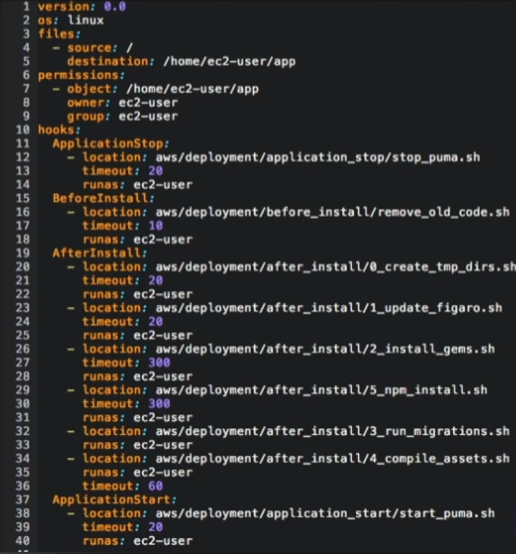 1 version: 0.0
2 os: linux
3 files:
4   - source: /
5     destination: /home/ec2-user/app
6 permissions:
7   - object: /home/ec2-user/app
8     owner: ec2-user
9     group: ec2-user
10 hooks:
11   ApplicationStop:
12     - location: aws/deployment/application_stop/stop_puma.sh
13       timeout: 20
14       runas: ec2-user
15   BeforeInstall:
16     - location: aws/deployment/before_install/remove_old_code.sh
17       timeout: 10
18       runas: ec2-user
19   AfterInstall:
20     - location: aws/deployment/after_install/0_create_tmp_dirs.sh
21       timeout: 20
22       runas: ec2-user
23     - location: aws/deployment/after_install/1_update_figaro.sh
24       timeout: 20
25       runas: ec2-user
26     - location: aws/deployment/after_install/2_install_gems.sh
27       timeout: 300
28       runas: ec2-user
29     - location: aws/deployment/after_install/5_npm_install.sh
30       timeout: 300
31       runas: ec2-user
32     - location: aws/deployment/after_install/3_run_migrations.sh
33       runas: ec2-user
34     - location: aws/deployment/after_install/4_compile_assets.sh
35       runas: ec2-user
36       timeout: 60
37   ApplicationStart:
38     - location: aws/deployment/application_start/start_puma.sh
39       timeout: 20
40       runas: ec2-user